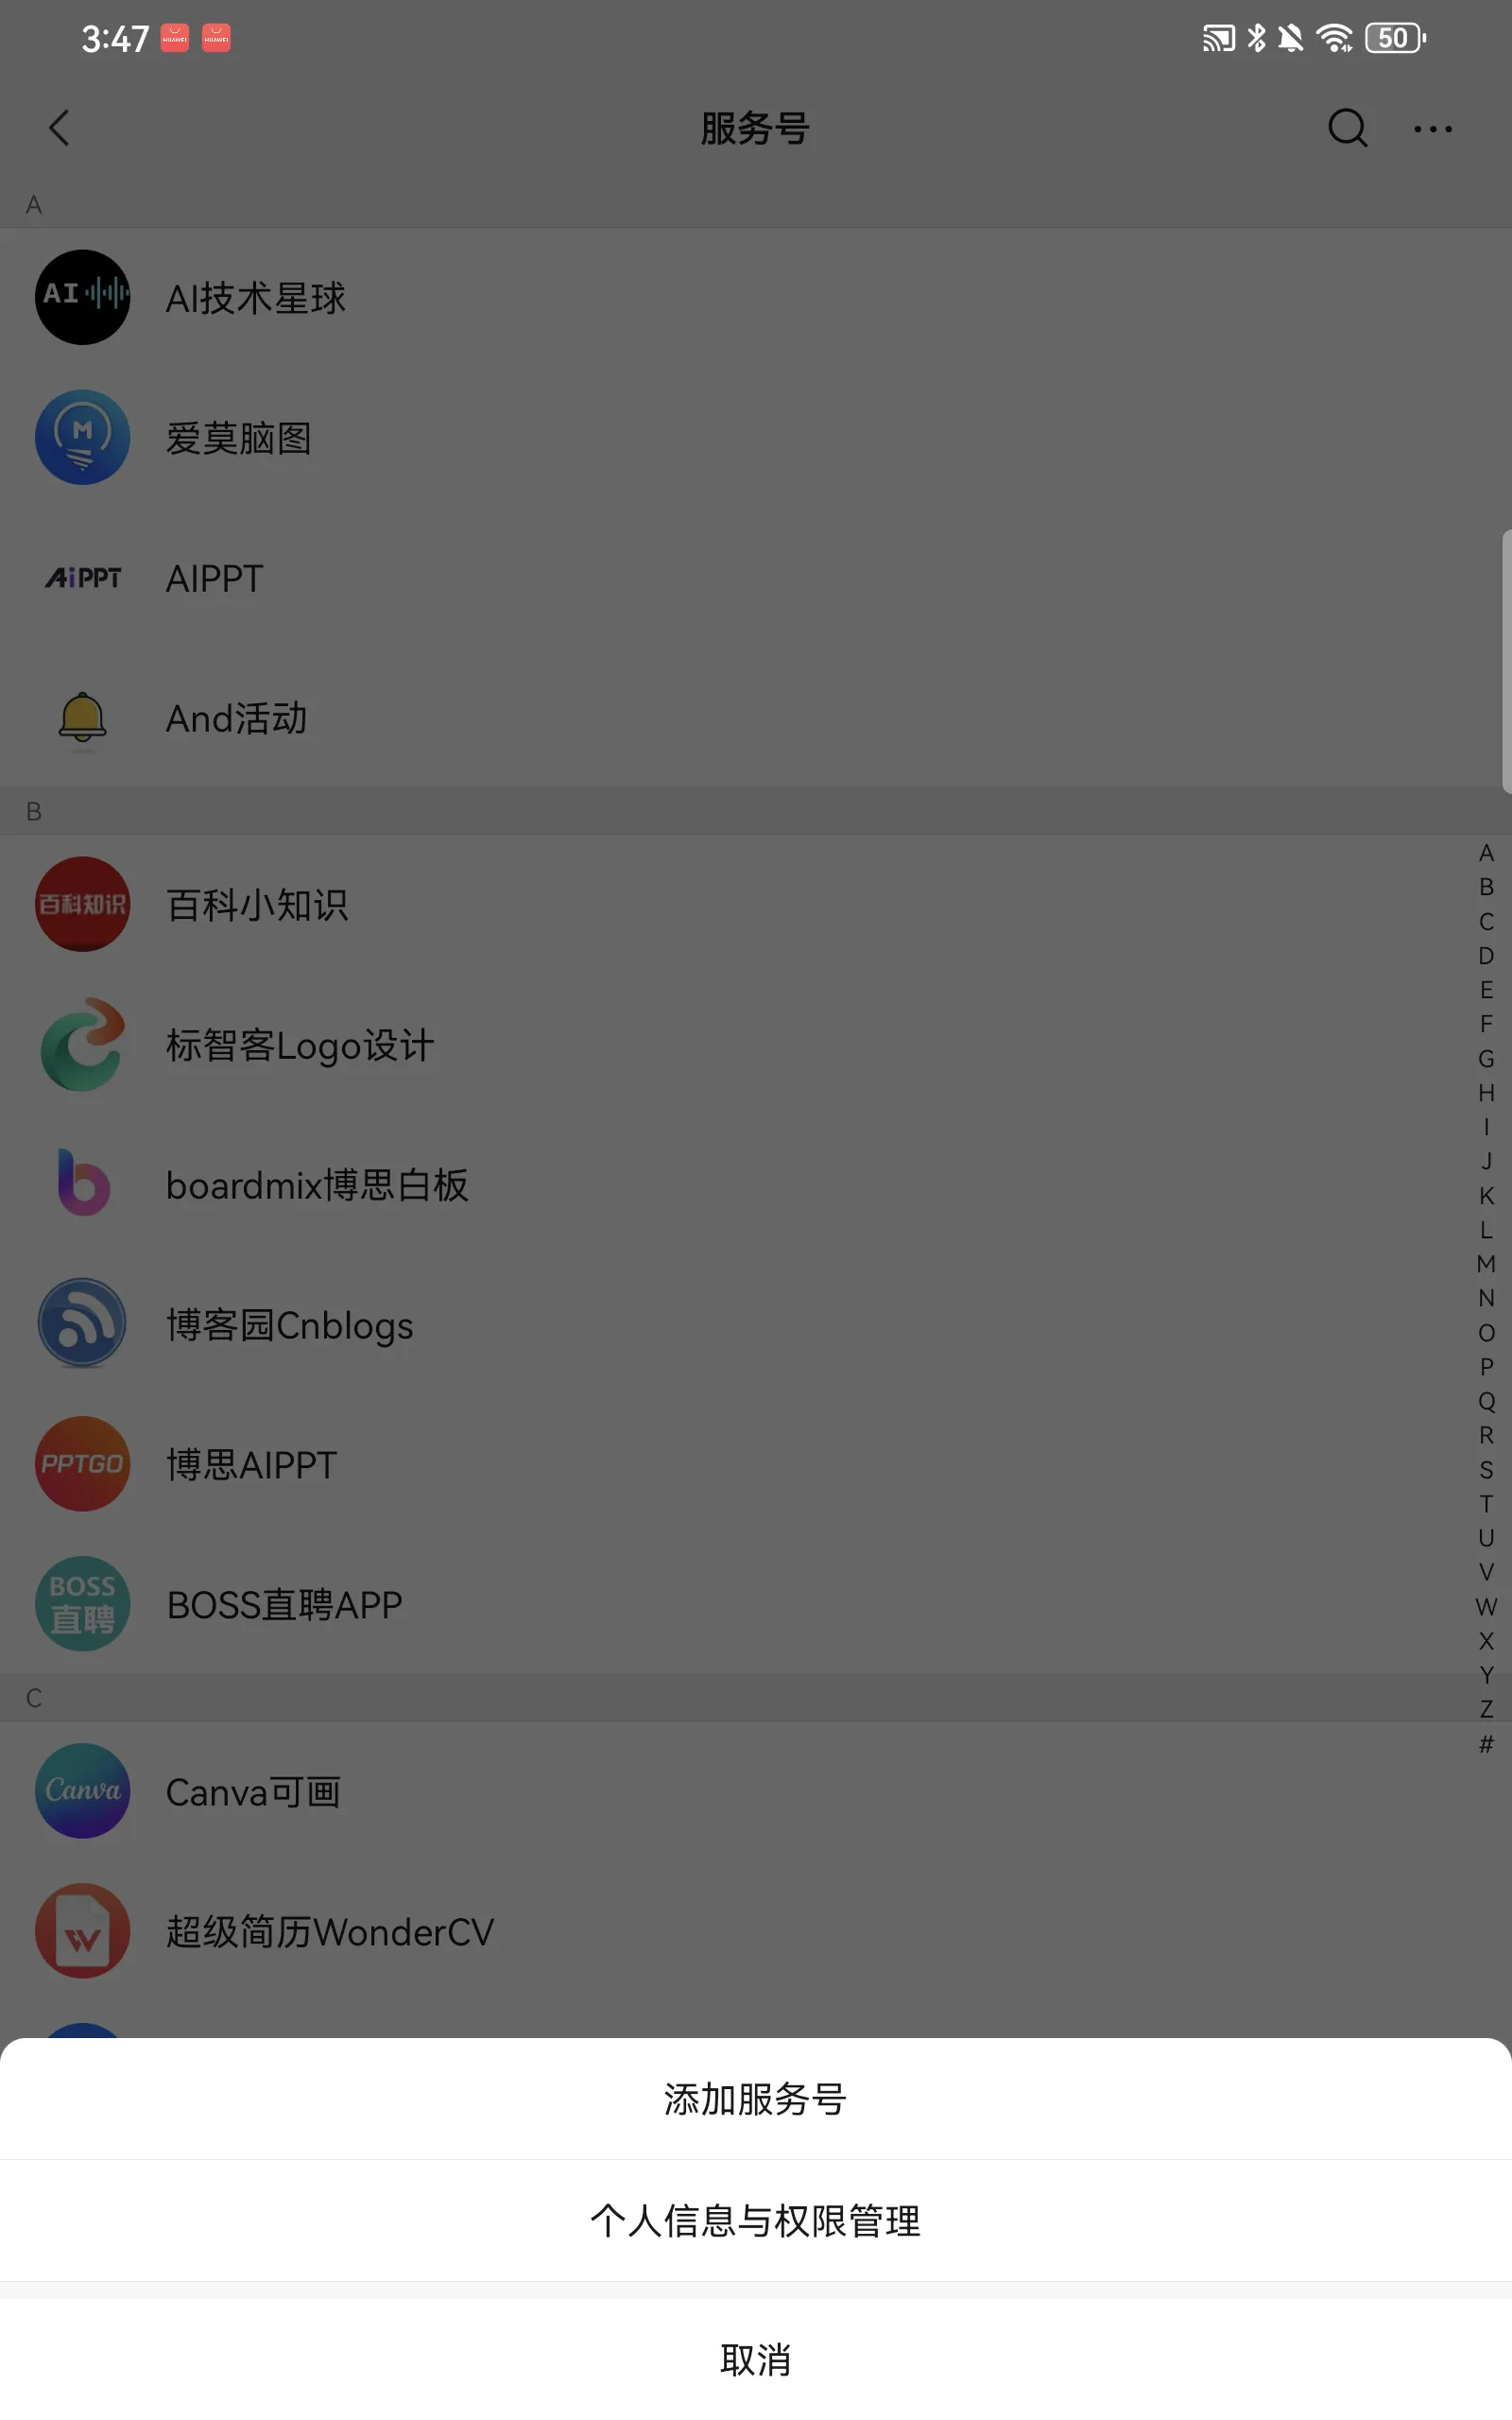 3:47
HUAWEI HUAWEI
50
服务号
A
AI
AI技术星球
M
爱莫脑图
AiPPT
AIPPT
And活动
B
百科知识
百科小知识
标智客Logo设计
b
boardmix博思白板
博客园Cnblogs
PPTGO
博思AIPPT
BOSS
直聘
BOSS直聘APP
C
Canva
Canva可画
W
超级简历WonderCV
A
B
C
D
E
F
G
H
I
J
K
L
M
N
O
P
Q
R
S
T
U
V
W
X
Y
Z
#
添加服务号
个人信息与权限管理
取消